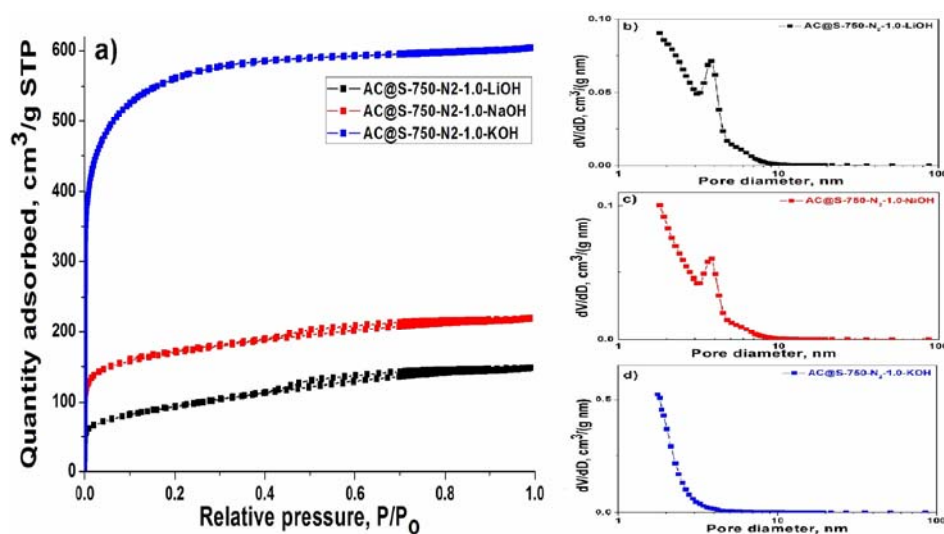 a)
Quantity adsorbed, cm³/g STP
600
500
400
300
200
100
0
AC@S-750-N2-1.0-LiOH
AC@S-750-N2-1.0-NaOH
AC@S-750-N2-1.0-KOH
0.0 0.2 0.4 0.6 0.8 1.0
Relative pressure, P/P₀
b)
AC@S-750-N₂-1.0-LiOH
dV/dD, cm³/(g nm)
0.10
0.05
0.00
1 10 100
Pore diameter, nm
c)
AC@S-750-N₂-1.0-NiOH
dV/dD, cm³/(g nm)
0.1
0.0
1 10 100
Pore diameter, nm
d)
AC@S-750-N₂-1.0-KOH
dV/dD, cm³/(g nm)
0.0
1 10 100
Pore diameter, nm